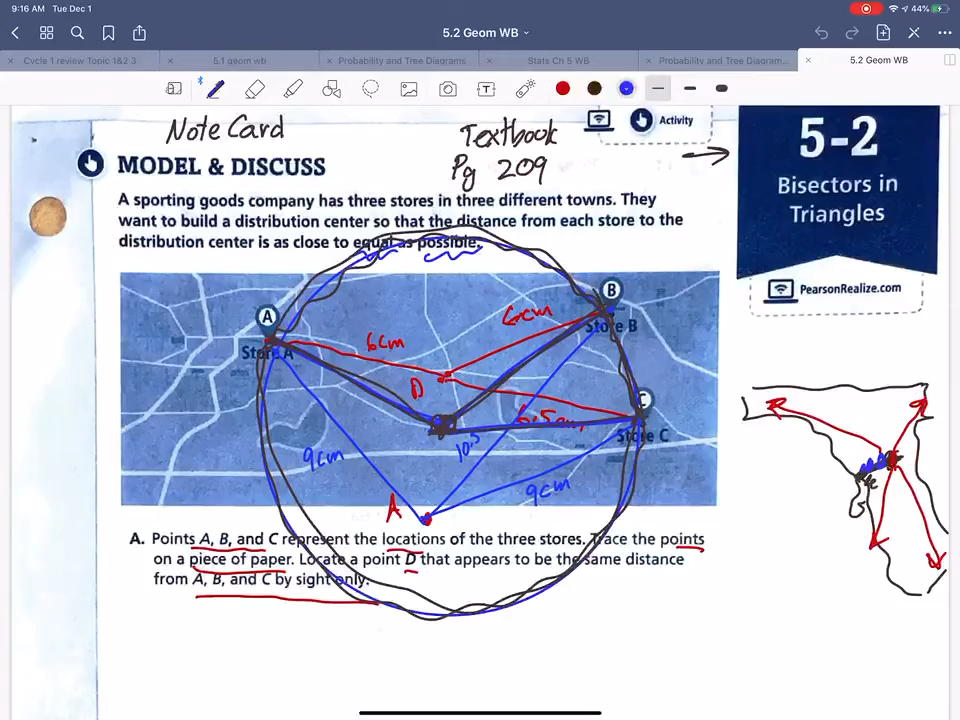 9:16 AM Tue Dec 1
44%
5.2 Geom WB
Cycle 1 review Topic 1&2 3
5.1 geom wb
Probability and Tree Diagrams
Stats Ch 5 WB
Probability and Tree Diagram...
5.2 Geom WB
Note Card
Textbook
Pg 209
Activity
5-2
Bisectors in
Triangles
PearsonRealize.com
MODEL & DISCUSS
A sporting goods company has three stores in three different towns. They
want to build a distribution center so that the distance from each store to the
distribution center is as close to equal as possible.
A
Store A
B
Store B
C
Store C
6cm
D
6.5cm
10.5
9cm
9cm
A
A. Points A, B, and C represent the locations of the three stores. Trace the points
on a piece of paper. Locate a point D that appears to be the same distance
from A, B, and C by sight only.